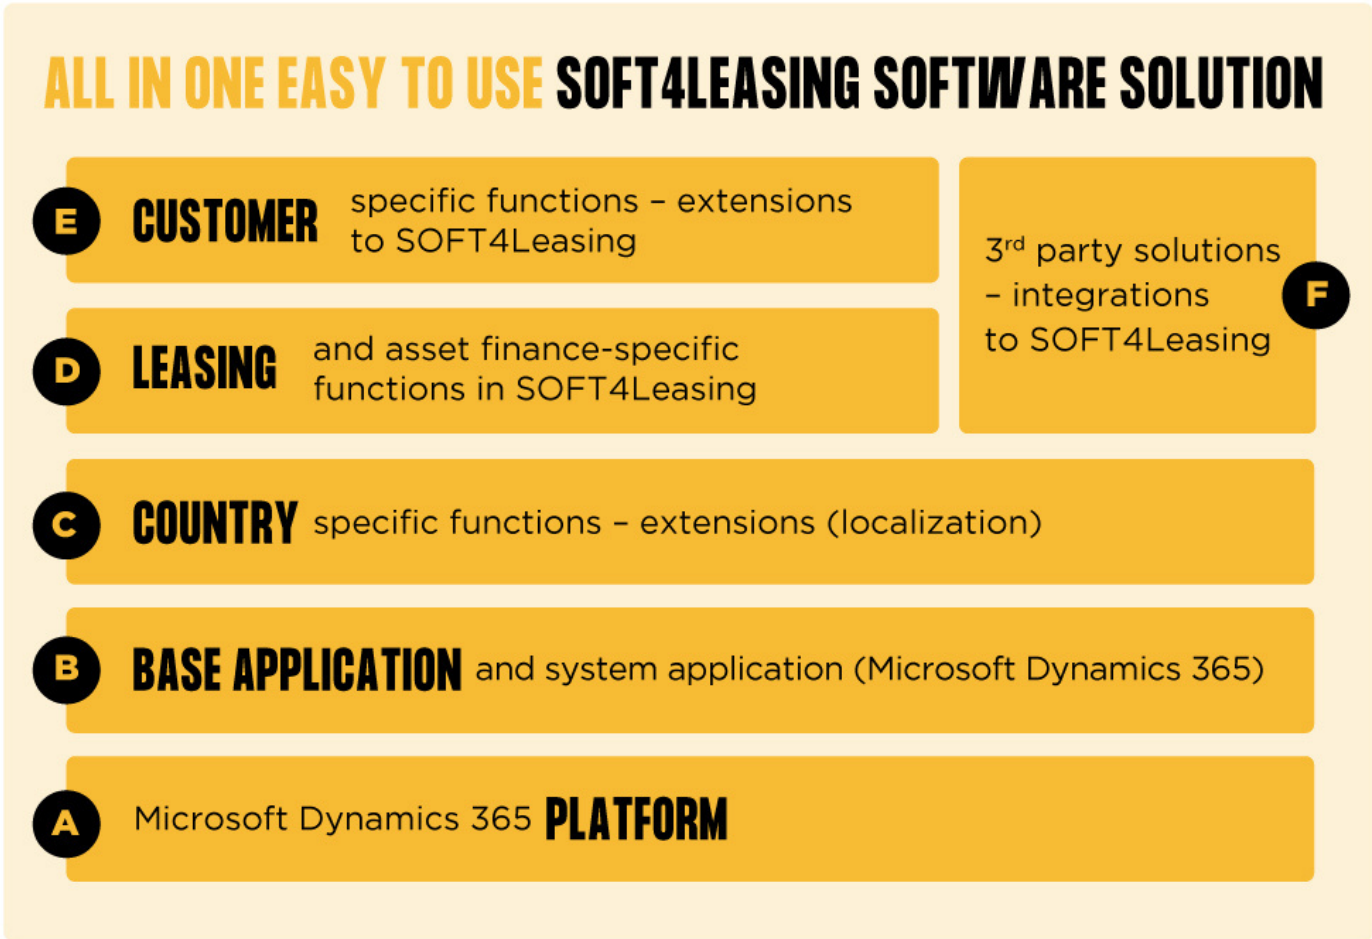 ALL IN ONE EASY TO USE SOFT4LEASING SOFTWARE SOLUTION
E CUSTOMER specific functions – extensions
to SOFT4Leasing
3rd party solutions
– integrations
to SOFT4Leasing
F
D LEASING and asset finance-specific
functions in SOFT4Leasing
C COUNTRY specific functions – extensions (localization)
B BASE APPLICATION and system application (Microsoft Dynamics 365)
A Microsoft Dynamics 365 PLATFORM